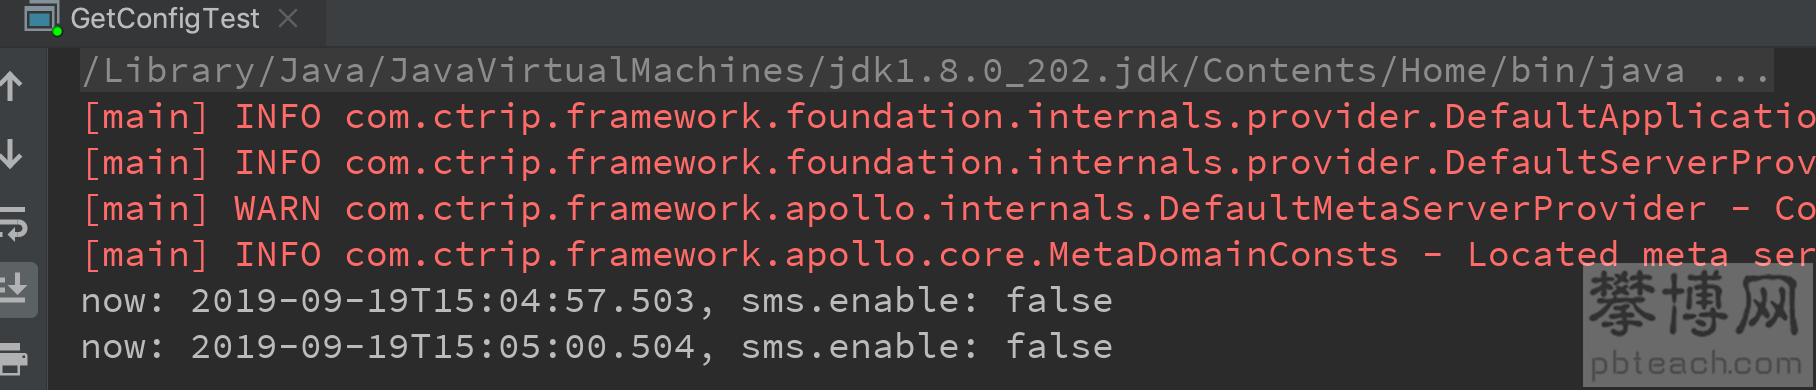 GetConfigTest
/Library/Java/JavaVirtualMachines/jdk1.8.0_202.jdk/Contents/Home/bin/java ...
[main] INFO com.ctrip.framework.foundation.internals.provider.DefaultApplicatio
[main] INFO com.ctrip.framework.foundation.internals.provider.DefaultServerProv
[main] WARN com.ctrip.framework.apollo.internals.DefaultMetaServerProvider - Co
[main] INFO com.ctrip.framework.apollo.core.MetaDomainConsts - Located meta ser
now: 2019-09-19T15:04:57.503, sms.enable: false
now: 2019-09-19T15:05:00.504, sms.enable: false
攀博网
pbteach.com